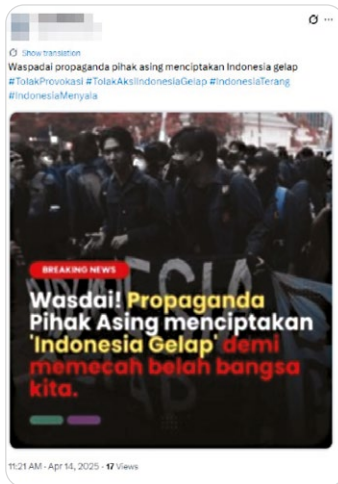 Show translation
Waspadai propaganda pihak asing menciptakan Indonesia gelap
#TolakProvokasi #TolakAksiIndonesiaGelap #IndonesiaTerang
#IndonesiaMenyala
BREAKING NEWS
Wasdai! Propaganda
Pihak Asing menciptakan
'Indonesia Gelap' demi
memecah belah bangsa
kita.
11:21 AM · Apr 14, 2025 · 17 Views